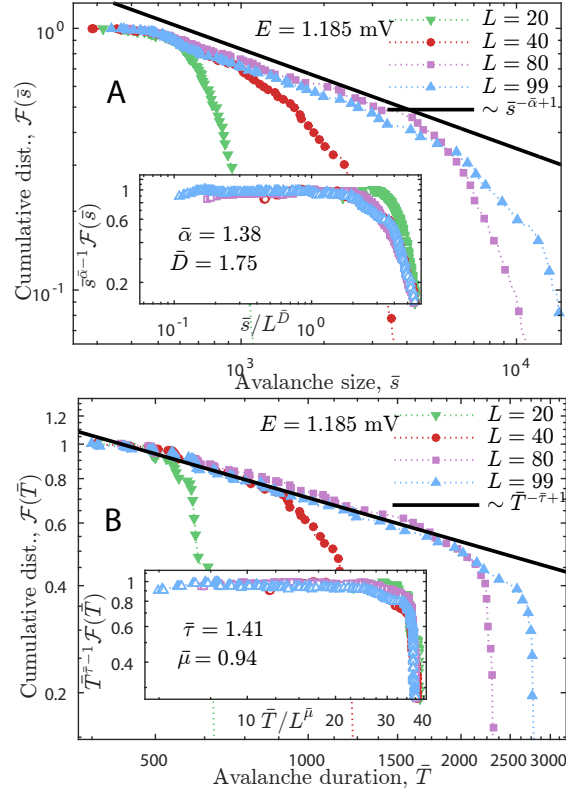 E = 1.185 mV
L = 20
L = 40
L = 80
L = 99
∼ s̄^{-ᾱ+1}
A
10^0
10^{-1}
Cumulative dist., F(s̄)
1
0.6
0.2
s̄^{ᾱ-1}F(s̄)
ᾱ = 1.38
D̄ = 1.75
10^{-1}
10^0
s̄/L^{D̄}
10^3
10^4
Avalanche size, s̄
E = 1.185 mV
L = 20
L = 40
L = 80
L = 99
∼ T̄^{-τ̄+1}
B
1.2
1.0
0.8
0.6
0.4
0.2
Cumulative dist., F(T̄)
1
0.8
0.6
0.4
T̄^{τ̄-1}F(T̄)
τ̄ = 1.41
μ̄ = 0.94
10
T̄/L^{μ̄}
20
30
40
500
1000
1500
2000
2500
3000
Avalanche duration, T̄